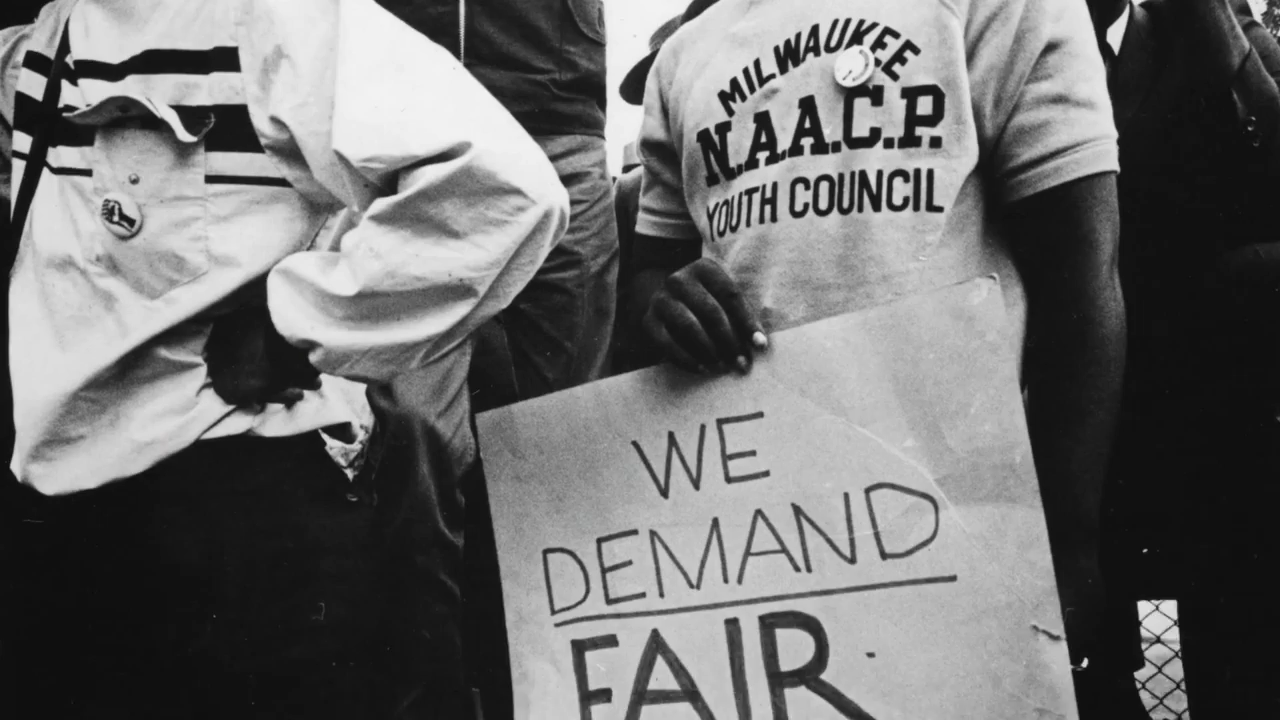 MILWAUKEE
N.A.A.C.P.
YOUTH COUNCIL
WE
DEMAND
FAIR